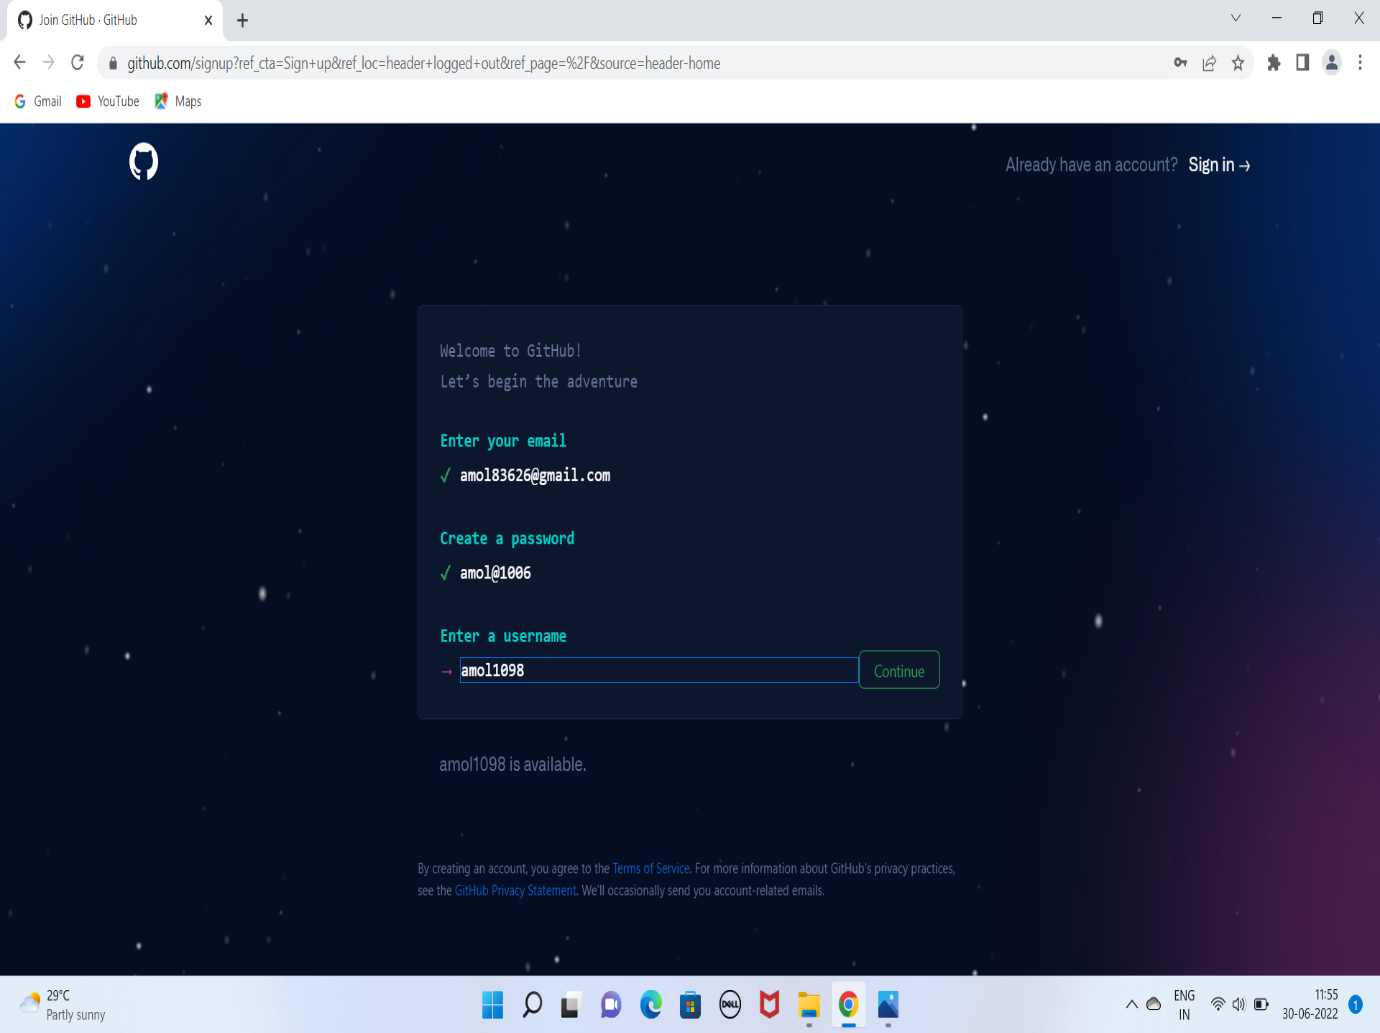 Join GitHub · GitHub
github.com/signup?ref_cta=Sign+up&ref_loc=header+logged+out&ref_page=%2F&source=header-home
Gmail YouTube Maps
Already have an account? Sign in →
Welcome to GitHub!
Let’s begin the adventure
Enter your email
✓ amol83626@gmail.com
Create a password
✓ amol@1006
Enter a username
→ amol1098 Continue
amol1098 is available.
By creating an account, you agree to the Terms of Service. For more information about GitHub's privacy practices,
see the GitHub Privacy Statement. We'll occasionally send you account-related emails.
29°C
Partly sunny
DELL
ENG
IN
11:55
30-06-2022
1